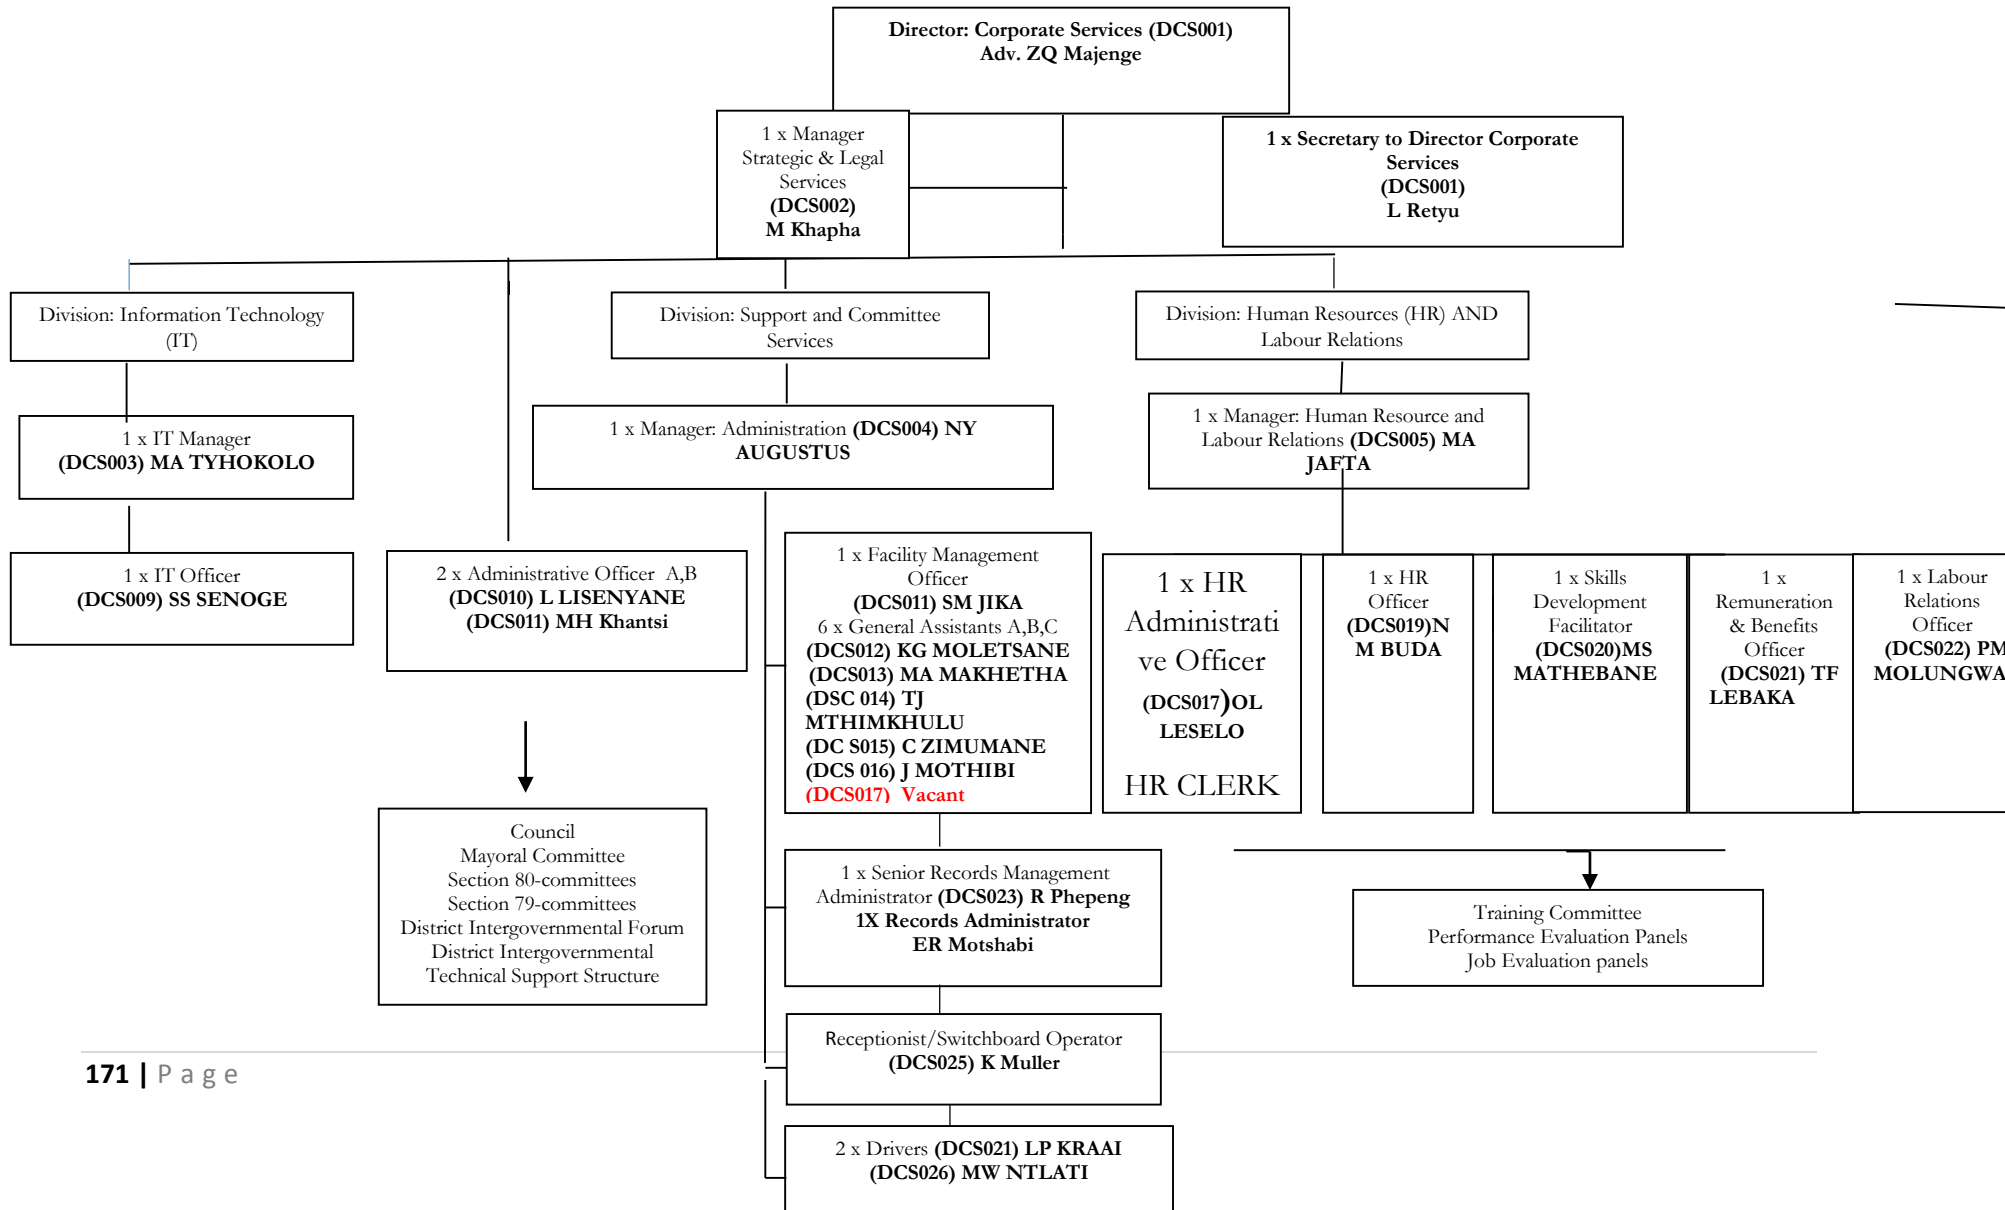 Director: Corporate Services (DCS001)
Adv. ZQ Majenge
1 x Manager
Strategic & Legal
Services
(DCS002)
M Khapha
1 x Secretary to Director Corporate
Services
(DCS001)
L Retyu
Division: Information Technology
(IT)
Division: Support and Committee
Services
Division: Human Resources (HR) AND
Labour Relations
1 x IT Manager
(DCS003) MA TYHOKOLO
1 x Manager: Administration (DCS004) NY
AUGUSTUS
1 x Manager: Human Resource and
Labour Relations (DCS005) MA
JAFTA
1 x IT Officer
(DCS009) SS SENOGE
2 x Administrative Officer A,B
(DCS010) L LISENYANE
(DCS011) MH Khantsi
1 x Facility Management
Officer
(DCS011) SM JIKA
6 x General Assistants A,B,C
(DCS012) KG MOLETSANE
(DCS013) MA MAKHETHA
(DSC 014) TJ
MTHIMKHULU
(DC S015) C ZIMUMANE
(DCS 016) J MOTHIBI
(DCS017) Vacant
1 x HR
Administrati
ve Officer
(DCS017)OL
LESELO
HR CLERK
1 x HR
Officer
(DCS019)N
M BUDA
1 x Skills
Development
Facilitator
(DCS020)MS
MATHEBANE
1 x
Remuneration
& Benefits
Officer
(DCS021) TF
LEBAKA
1 x Labour
Relations
Officer
(DCS022) PM
MOLUNGWA
Council
Mayoral Committee
Section 80-committees
Section 79-committees
District Intergovernmental Forum
District Intergovernmental
Technical Support Structure
1 x Senior Records Management
Administrator (DCS023) R Phepeng
1X Records Administrator
ER Motshabi
Training Committee
Performance Evaluation Panels
Job Evaluation panels
Receptionist/Switchboard Operator
(DCS025) K Muller
171 | P a g e
2 x Drivers (DCS021) LP KRAAI
(DCS026) MW NTLATI